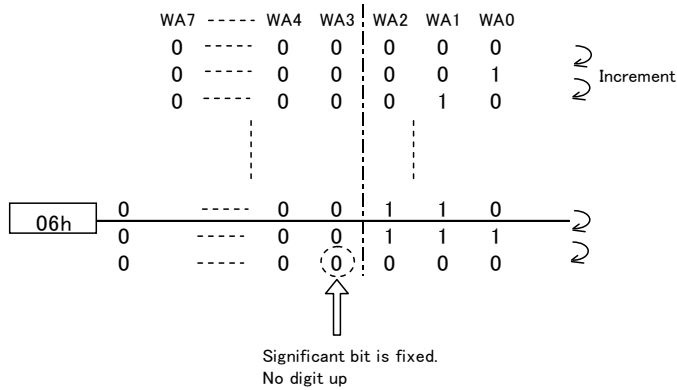 WA7 ----- WA4 WA3 WA2 WA1 WA0
0 ----- 0 0 0 0 0
0 ----- 0 0 0 0 1
0 ----- 0 0 0 1 0
Increment
0 ----- 0 0 1 1 0
06h
0 ----- 0 0 1 1 1
0 ----- 0 0 0 0 0
Significant bit is fixed.
No digit up